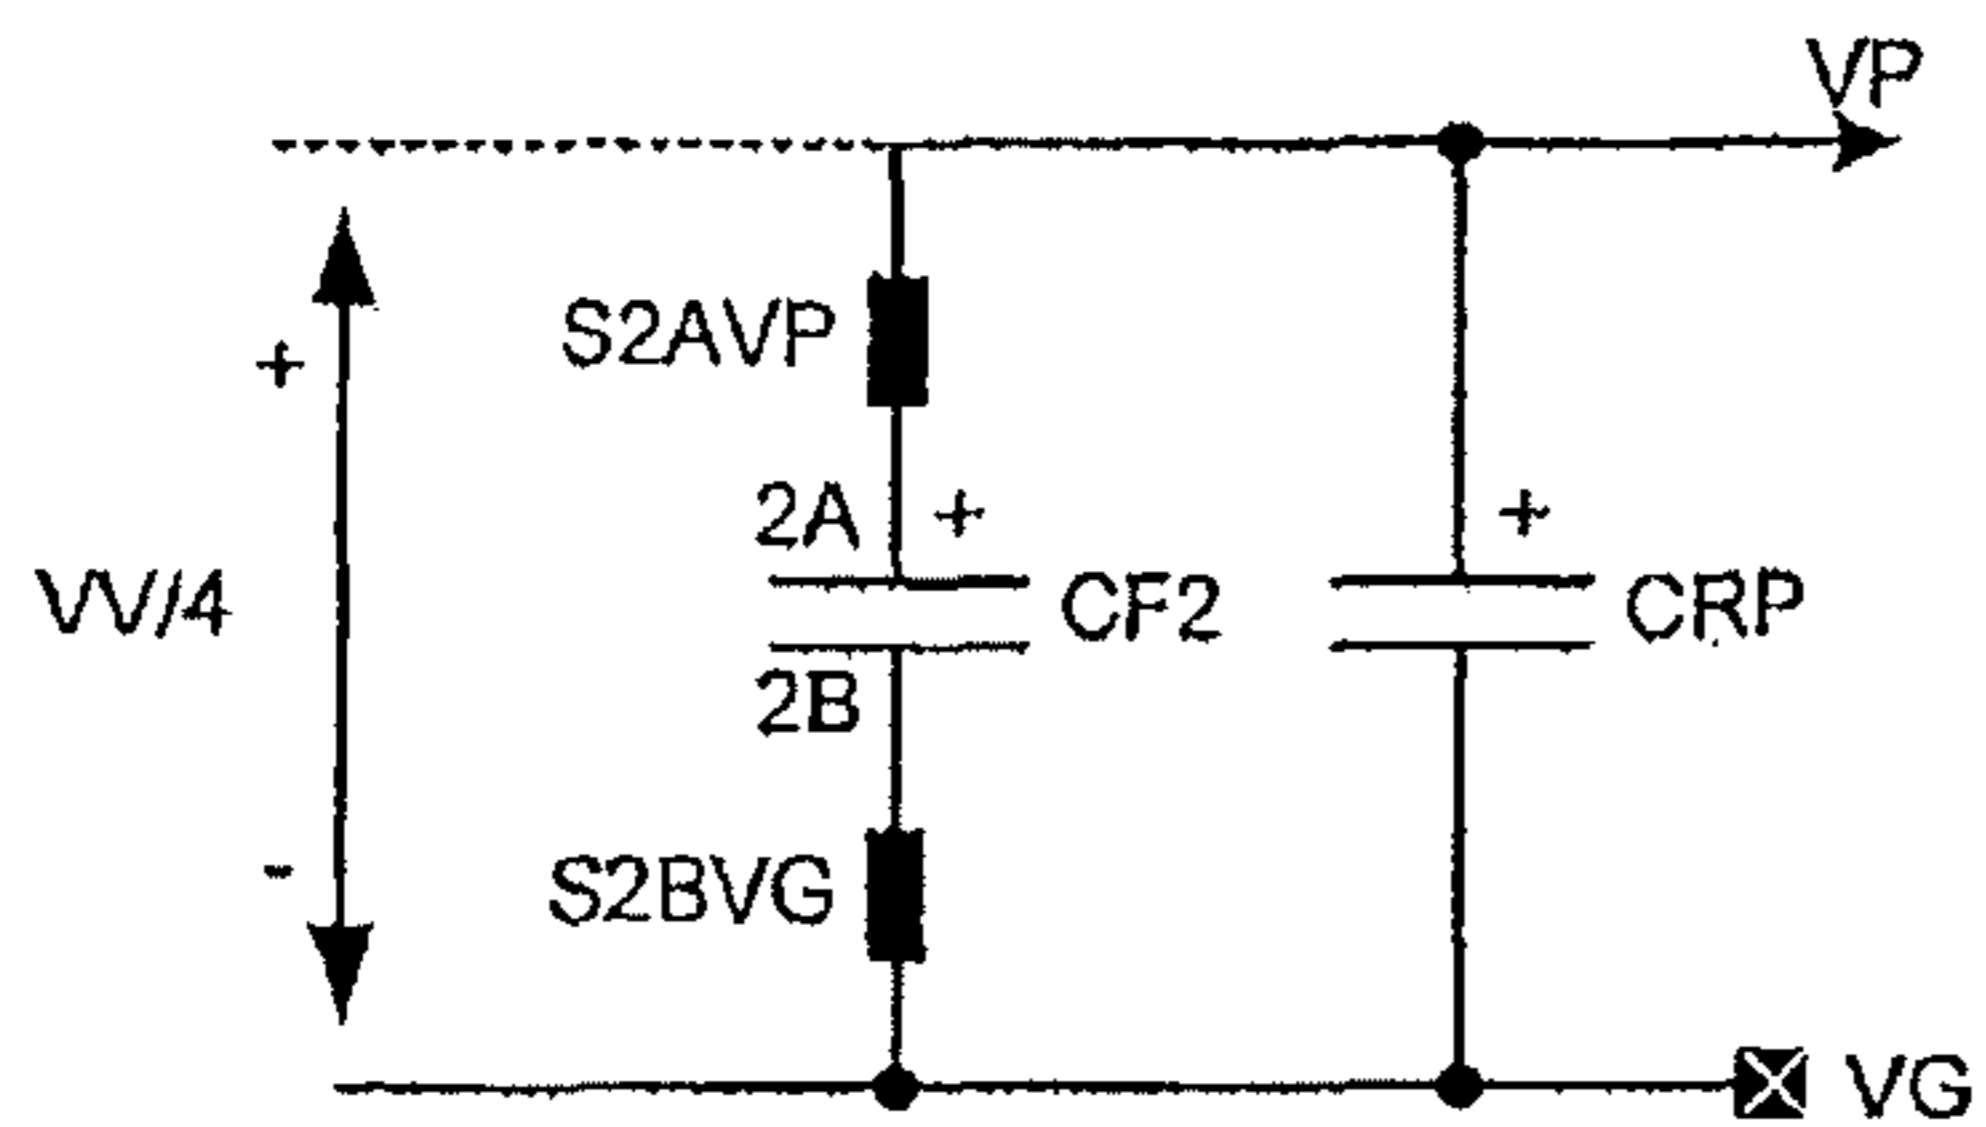 VP
S2AVP
+
2A +
+
VV/4
CF2
CRP
2B
S2BVG
-
VG